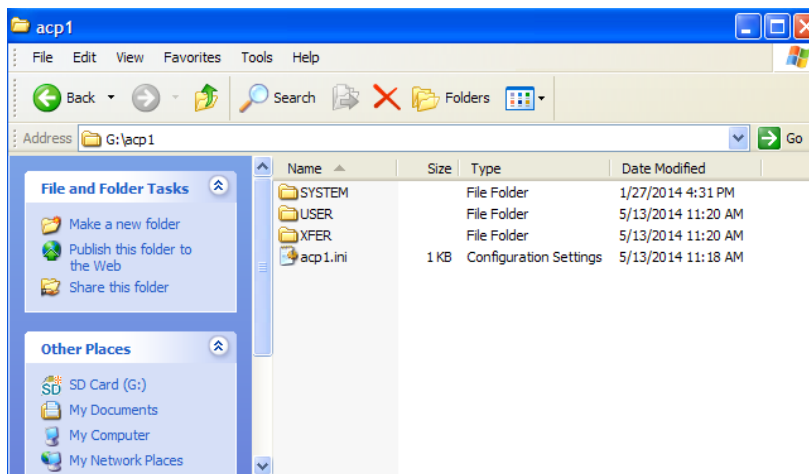 acp1
File Edit View Favorites Tools Help
Back Search Folders
Address G:\acp1 Go
File and Folder Tasks
Make a new folder
Publish this folder to
the Web
Share this folder
Other Places
SD Card (G:)
My Documents
My Computer
My Network Places
Name Size Type Date Modified
SYSTEM File Folder 1/27/2014 4:31 PM
USER File Folder 5/13/2014 11:20 AM
XFER File Folder 5/13/2014 11:20 AM
acp1.ini 1 KB Configuration Settings 5/13/2014 11:18 AM